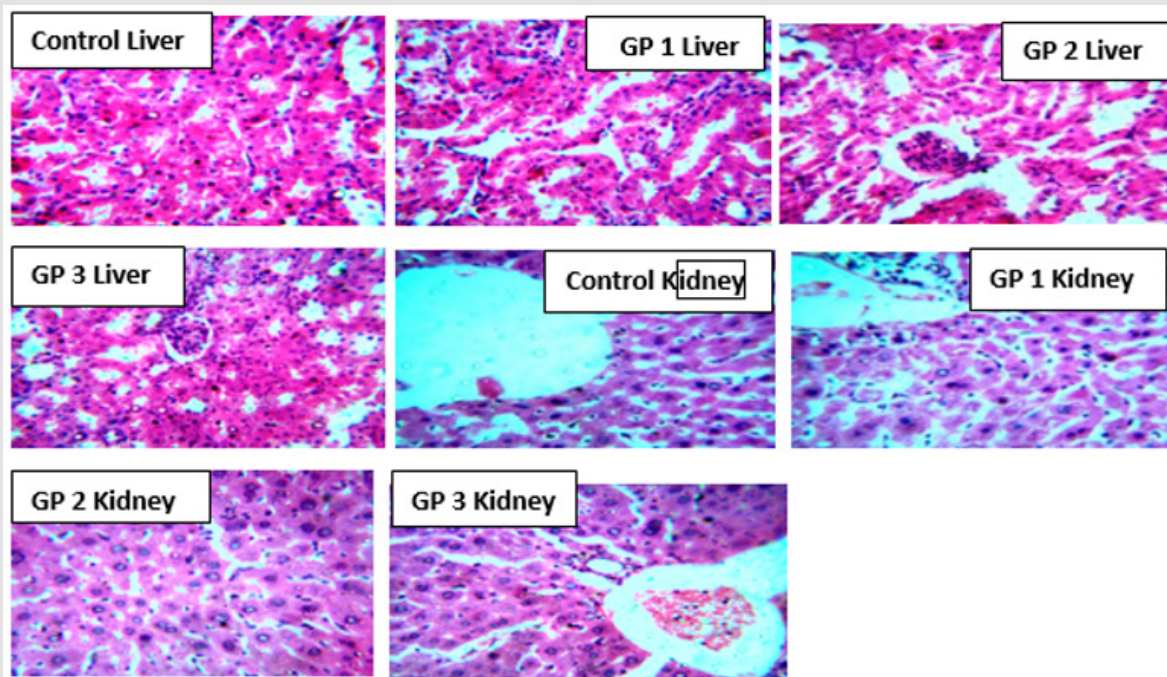 Control Liver
GP 1 Liver
GP 2 Liver
GP 3 Liver
Control Kidney
GP 1 Kidney
GP 2 Kidney
GP 3 Kidney